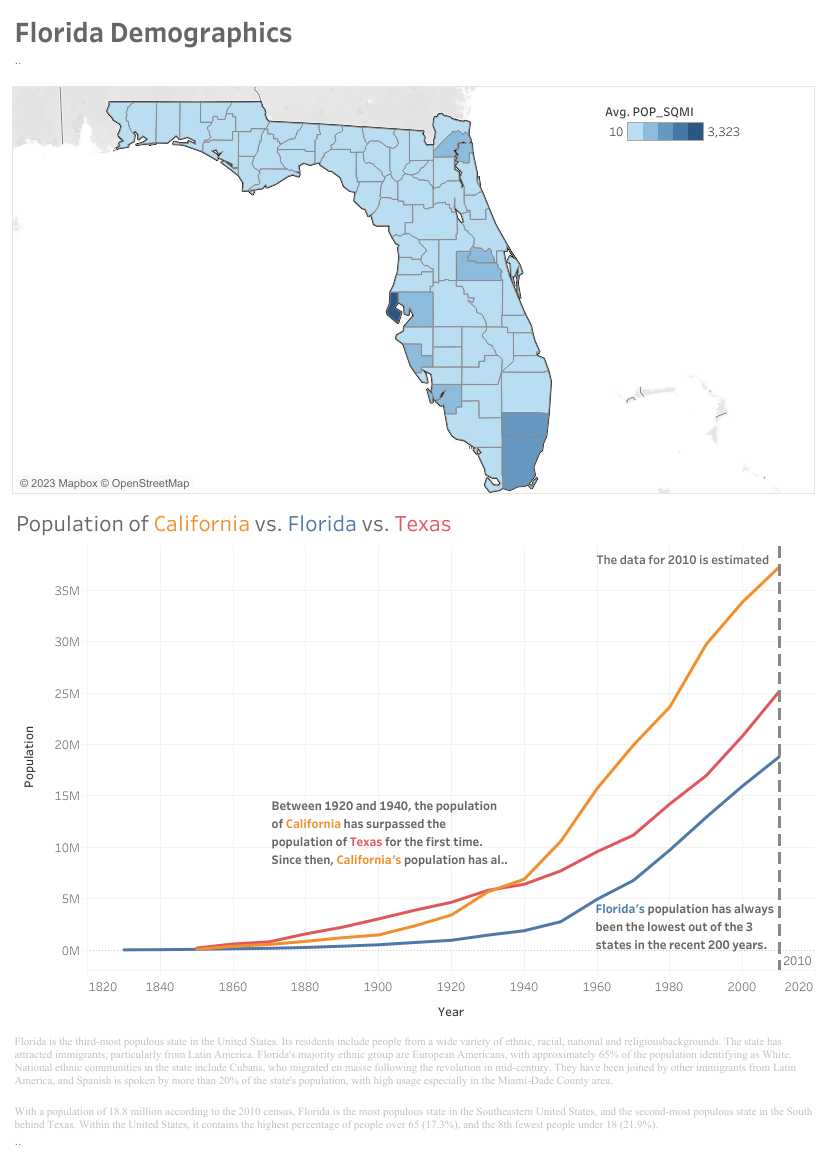 Florida Demographics
..
Avg. POP_SQMI
10 3,323
© 2023 Mapbox © OpenStreetMap
Population of California vs. Florida vs. Texas
The data for 2010 is estimated
35M
30M
25M
20M
15M
10M
5M
0M
Population
Between 1920 and 1940, the population
of California has surpassed the
population of Texas for the first time.
Since then, California's population has al..
Florida's population has always
been the lowest out of the 3
states in the recent 200 years.
2010
1820 1840 1860 1880 1900 1920 1940 1960 1980 2000 2020
Year
Florida is the third-most populous state in the United States. Its residents include people from a wide variety of ethnic, racial, national and religiousbackgrounds. The state has
attracted immigrants, particularly from Latin America. Florida's majority ethnic group are European Americans, with approximately 65% of the population identifying as White.
National ethnic communities in the state include Cubans, who migrated en masse following the revolution in mid-century. They have been joined by other immigrants from Latin
America, and Spanish is spoken by more than 20% of the state's population, with high usage especially in the Miami-Dade County area.
With a population of 18.8 million according to the 2010 census, Florida is the most populous state in the Southeastern United States, and the second-most populous state in the South
behind Texas. Within the United States, it contains the highest percentage of people over 65 (17.3%), and the 8th fewest people under 18 (21.9%).
..